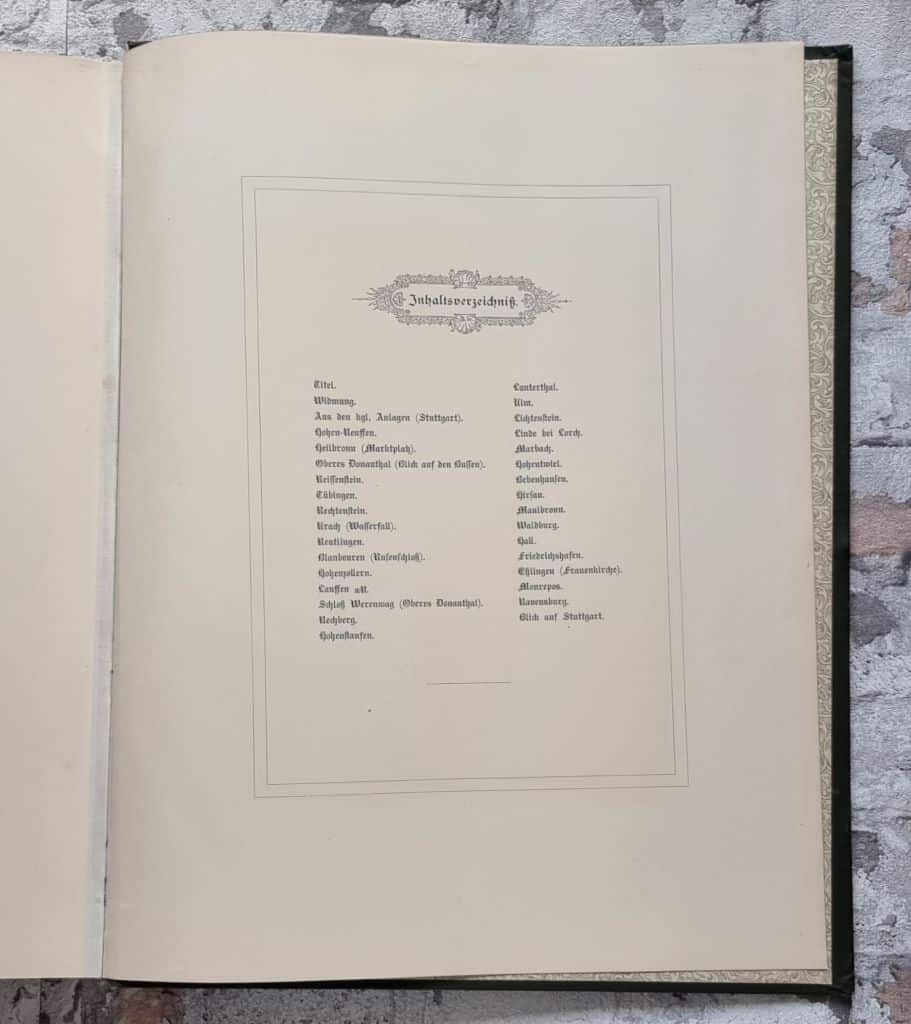 Inhaltsverzeichniß.
Titel.
Widmung.
Aus den kgl. Anlagen (Stuttgart).
Hohen-Neuffen.
Heilbronn (Marktplatz).
Oberes Donauthal (Blick auf den Bussen).
Reissenstein.
Tübingen.
Rechtenstein.
Urach (Wasserfall).
Reutlingen.
Blaubeuren (Rusenschloß).
Hohenzollern.
Lauffen a/N.
Schloß Werenwag (Oberes Donauthal).
Rechberg.
Hohenstaufen.
Lauterthal.
Ulm.
Lichtenstein.
Linde bei Lorch.
Marbach.
Hohentwiel.
Bebenhausen.
Hirsau.
Maulbronn.
Waldburg.
Hall.
Friedrichshafen.
Eßlingen (Frauenkirche).
Monrepos.
Ravensburg.
Blick auf Stuttgart.